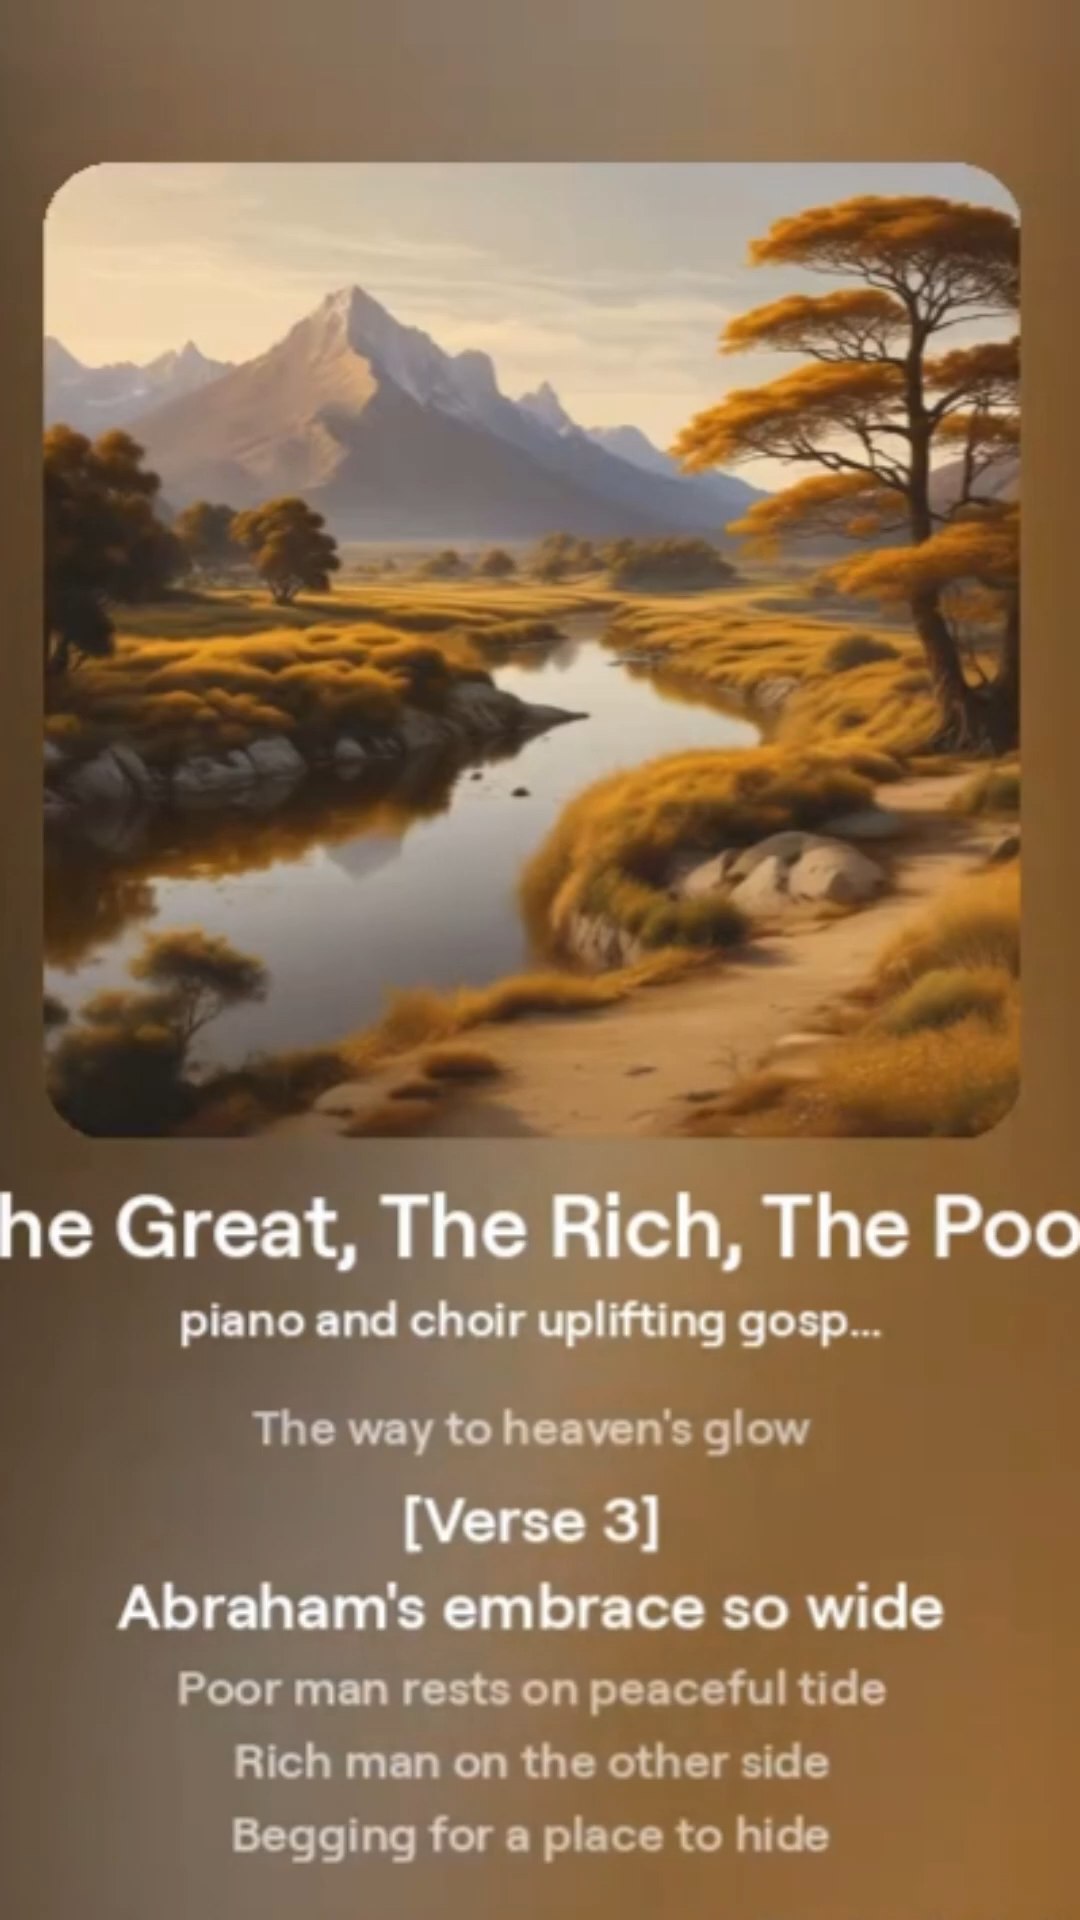 he Great, The Rich, The Poo
piano and choir uplifting gosp...
The way to heaven's glow
[Verse 3]
Abraham's embrace so wide
Poor man rests on peaceful tide
Rich man on the other side
Begging for a place to hide